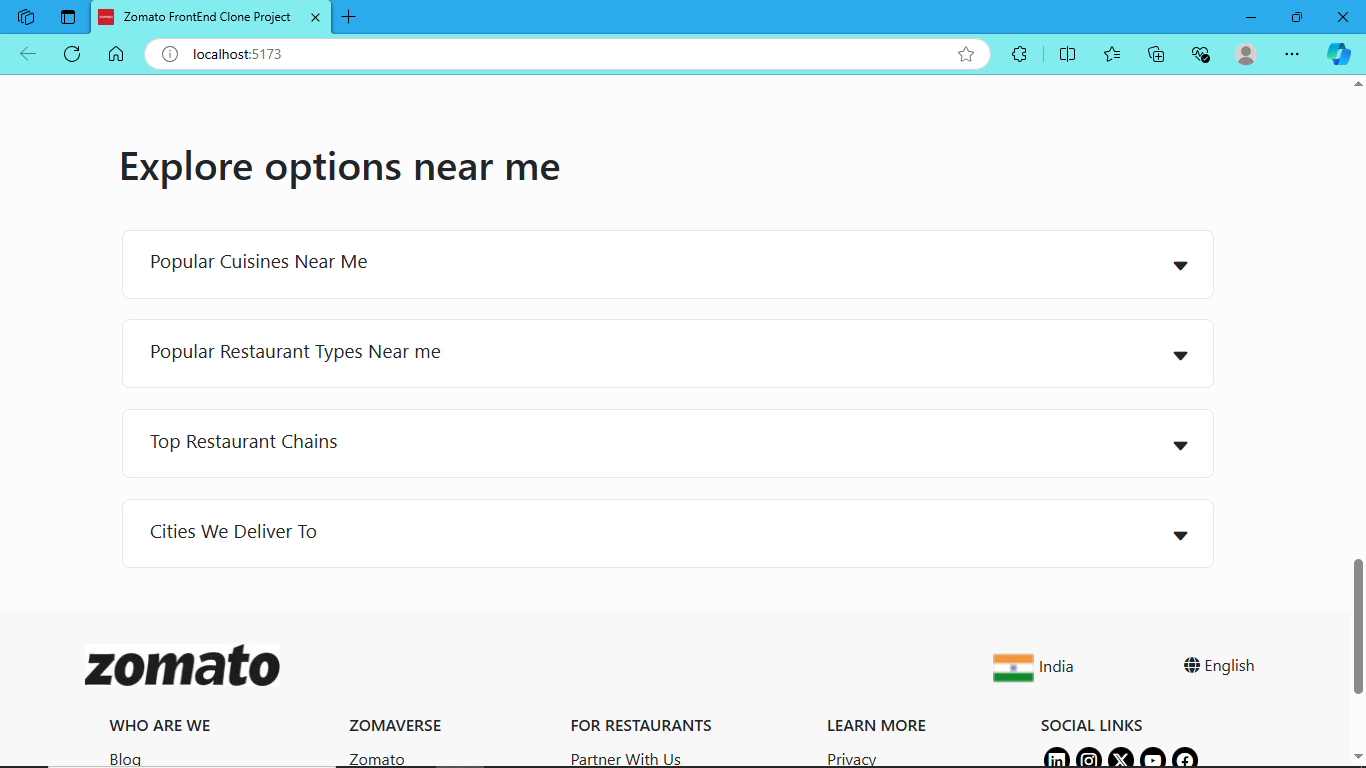 Zomato FrontEnd Clone Project
localhost:5173
Explore options near me
Popular Cuisines Near Me
Popular Restaurant Types Near me
Top Restaurant Chains
Cities We Deliver To
zomato
India
English
WHO ARE WE ZOMAVERSE FOR RESTAURANTS LEARN MORE SOCIAL LINKS
Blog Zomato Partner With Us Privacy